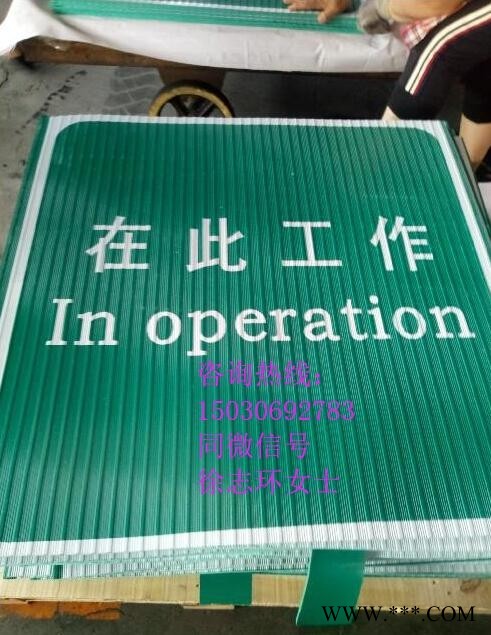 在此工作
In operation
咨询热线：
15030692783
同微信号
徐志环女士
WWW.***.COM